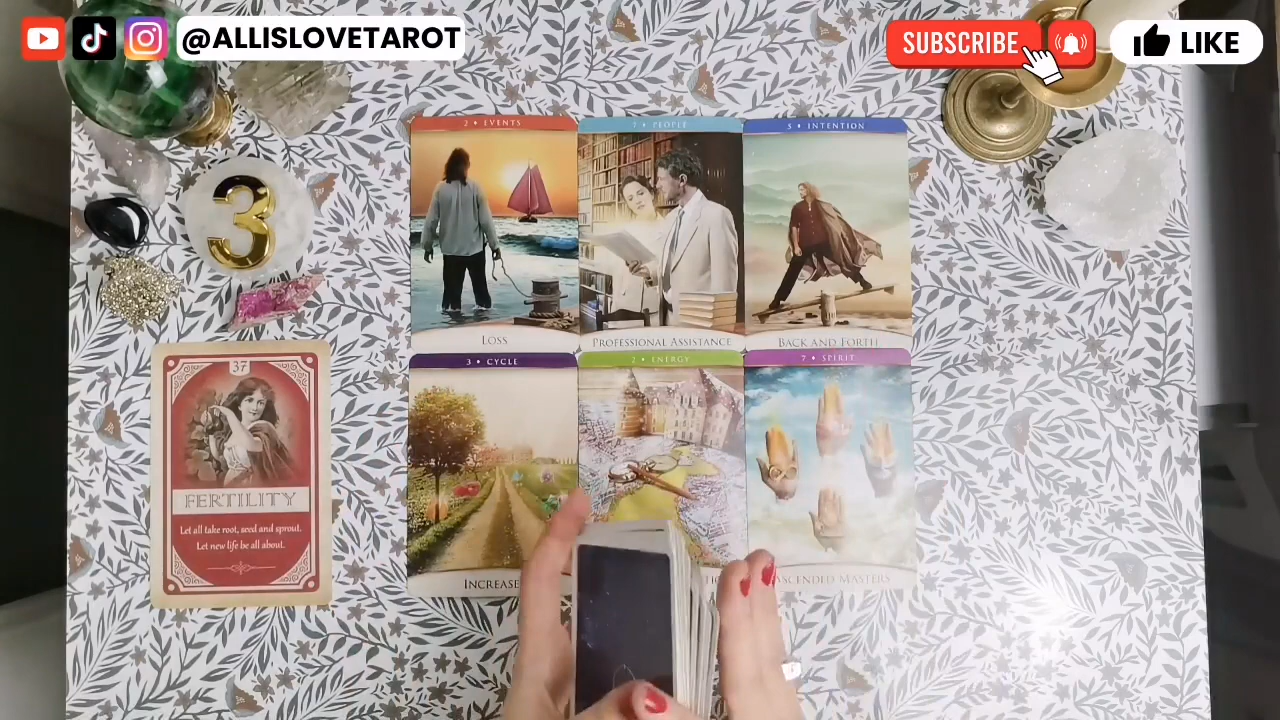 @ALLISLOVETAROT
SUBSCRIBE
LIKE
3
2 • EVENTS
7 • PEOPLE
5 • INTENTION
LOSS
PROFESSIONAL ASSISTANCE
BACK AND FORTH
3 • CYCLE
2 • ENERGY
7 • SPIRIT
INCREASE
ASCENDED MASTERS
37
FERTILITY
Let all take root, seed and sprout.
Let new life be all about.